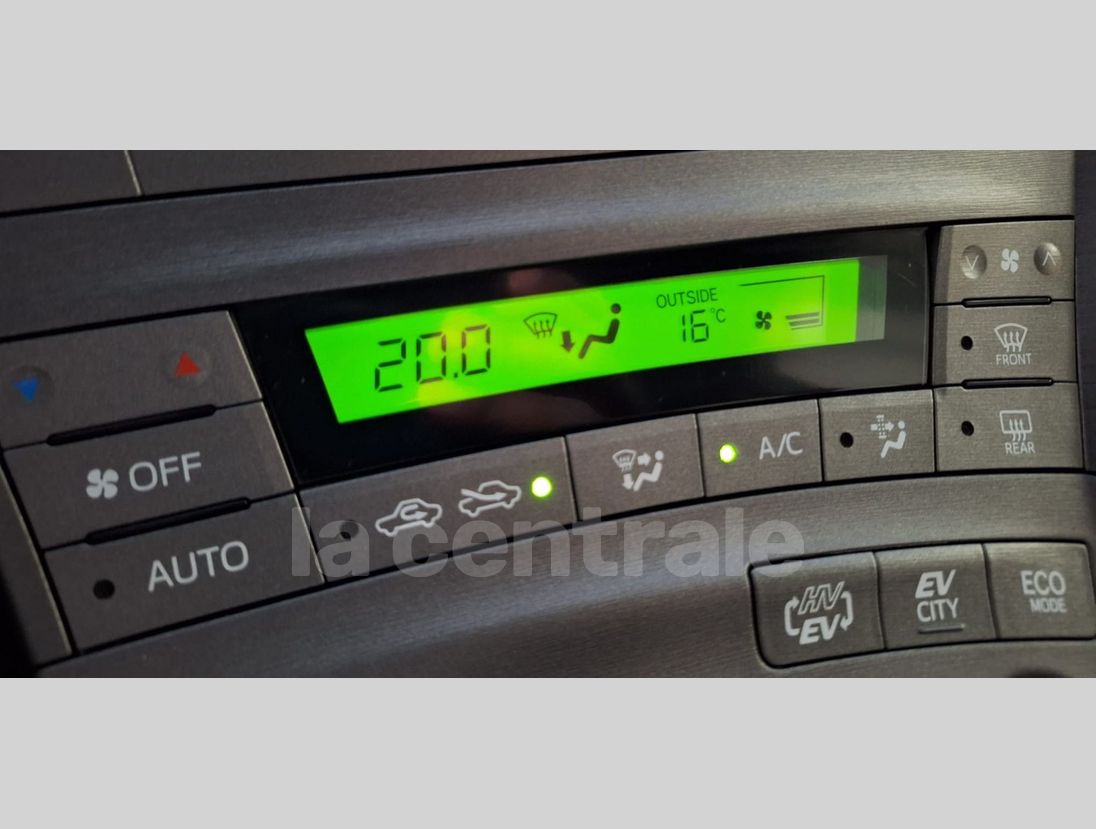 OUTSIDE
20.0
16°C
FRONT
OFF
A/C
REAR
AUTO
la centrale
HV
EV
EV
CITY
ECO
MODE